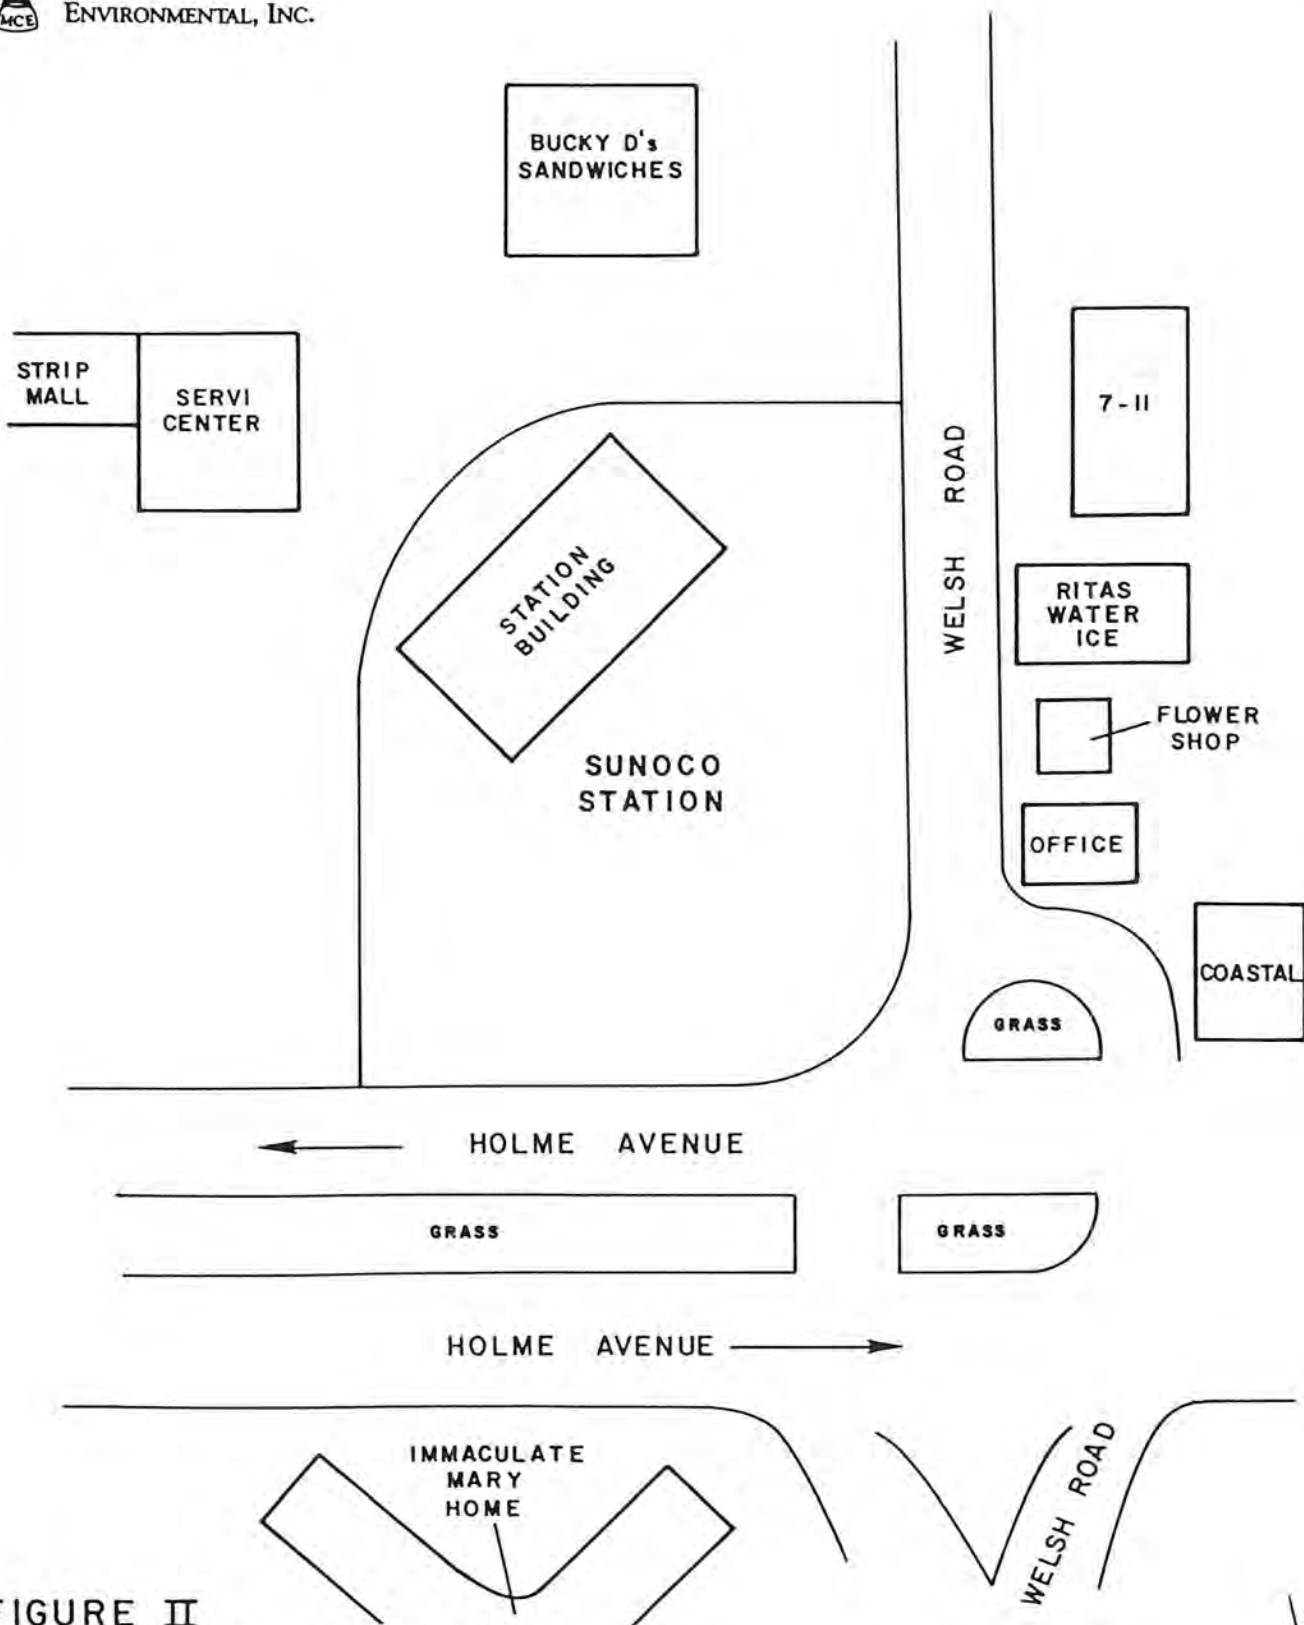 MCE
ENVIRONMENTAL, INC.
BUCKY D's
SANDWICHES
STRIP
MALL
SERVI
CENTER
7-11
WELSH ROAD
STATION
BUILDING
RITAS
WATER
ICE
FLOWER
SHOP
SUNOCO
STATION
OFFICE
COASTAL
GRASS
HOLME AVENUE
GRASS
GRASS
HOLME AVENUE
IMMACULATE
MARY
HOME
WELSH ROAD
FIGURE II